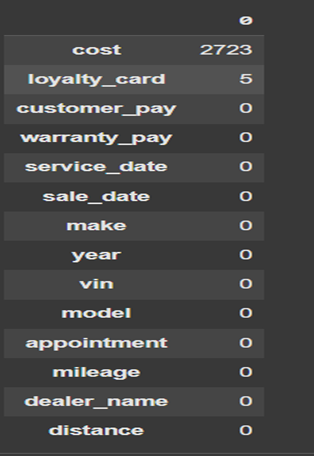 0
cost 2723
loyalty_card 5
customer_pay 0
warranty_pay 0
service_date 0
sale_date 0
make 0
year 0
vin 0
model 0
appointment 0
mileage 0
dealer_name 0
distance 0